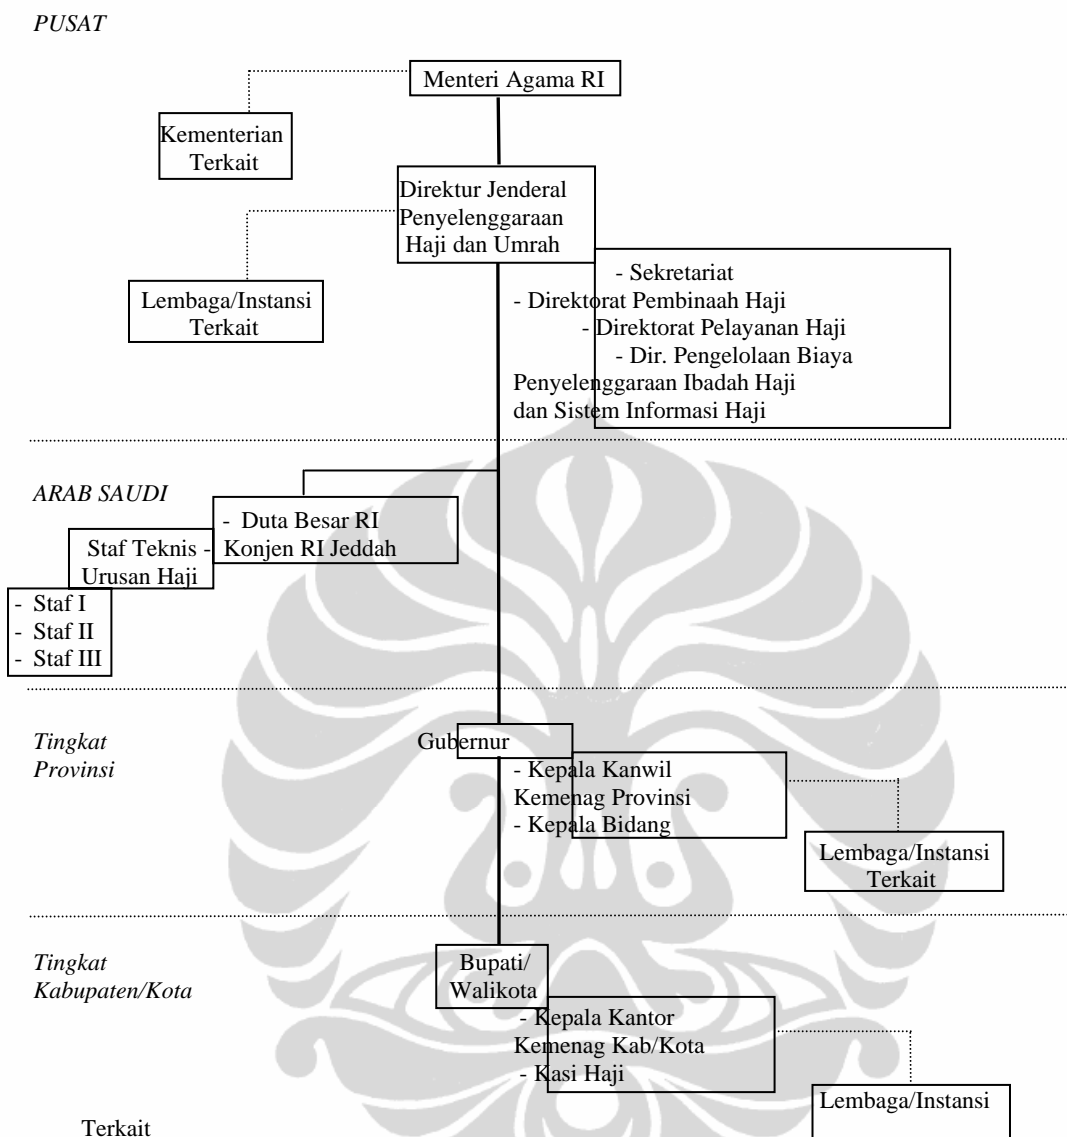 PUSAT
Menteri Agama RI
Kementerian
Terkait
Direktur Jenderal
Penyelenggaraan
Haji dan Umrah
Lembaga/Instansi
Terkait
- Sekretariat
- Direktorat Pembinaah Haji
- Direktorat Pelayanan Haji
- Dir. Pengelolaan Biaya
Penyelenggaraan Ibadah Haji
dan Sistem Informasi Haji
ARAB SAUDI
- Duta Besar RI
- Konjen RI Jeddah
Staf Teknis
Urusan Haji
- Staf I
- Staf II
- Staf III
Tingkat
Provinsi
Gubernur
- Kepala Kanwil
Kemenag Provinsi
- Kepala Bidang
Lembaga/Instansi
Terkait
Tingkat
Kabupaten/Kota
Bupati/
Walikota
- Kepala Kantor
Kemenag Kab/Kota
- Kasi Haji
Lembaga/Instansi
Terkait